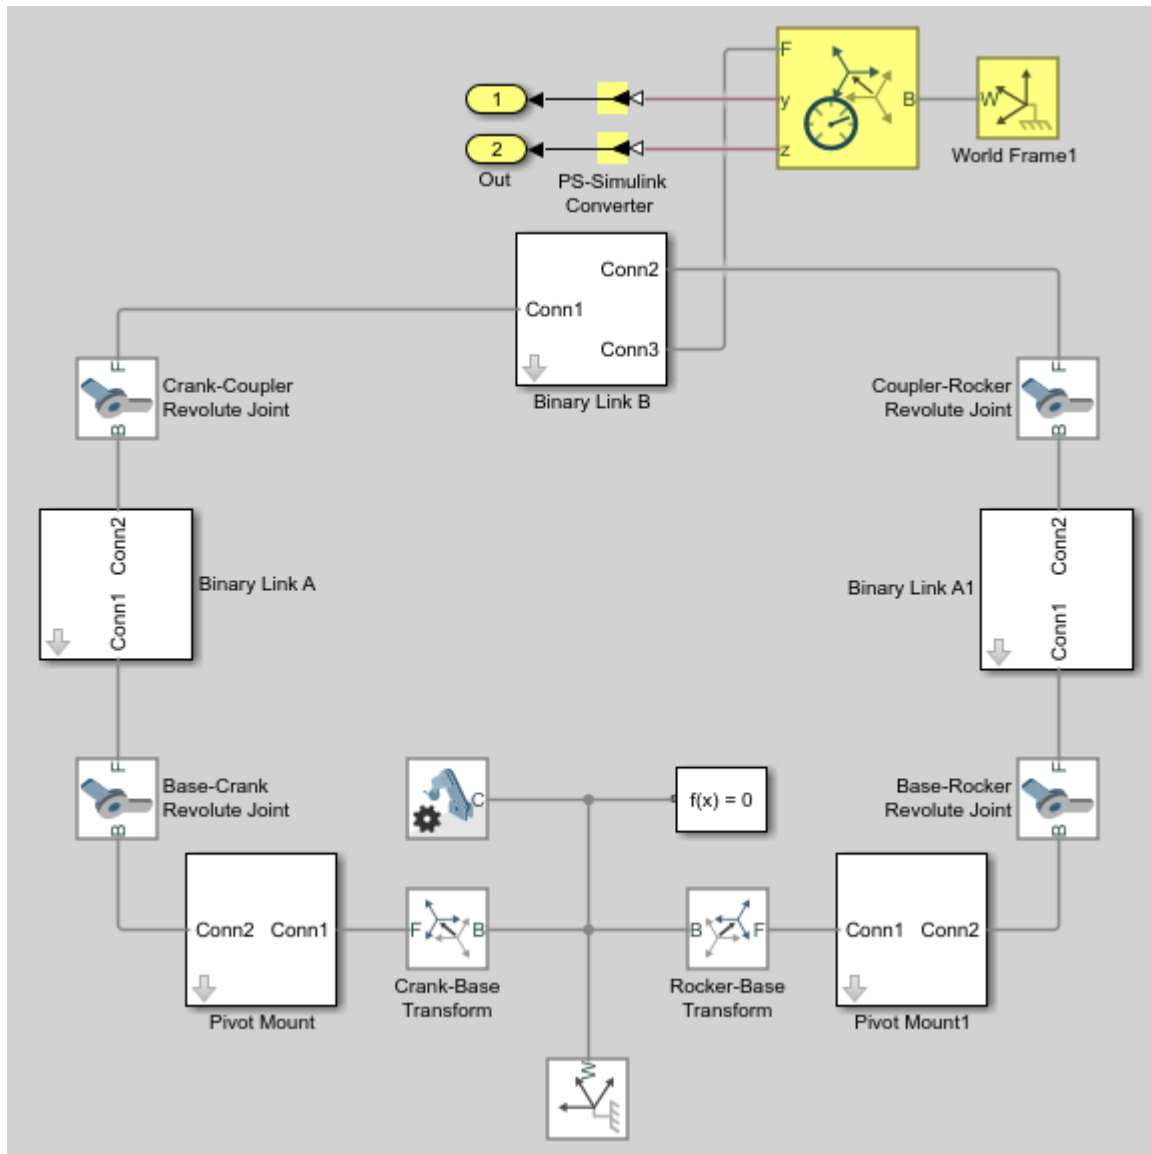 F
1
y
B
W
2
z
World Frame1
Out
PS-Simulink
Converter
Conn2
Conn1
Conn3
Binary Link B
F
Crank-Coupler
Revolute Joint
B
Coupler-Rocker
Revolute Joint
F
B
Conn2
Conn1
Binary Link A
Binary Link A1
Conn2
Conn1
F
Base-Crank
Revolute Joint
B
C
f(x) = 0
Base-Rocker
Revolute Joint
F
B
Conn2 Conn1
F B
B F
Conn1 Conn2
Crank-Base
Transform
Rocker-Base
Transform
Pivot Mount
Pivot Mount1
W